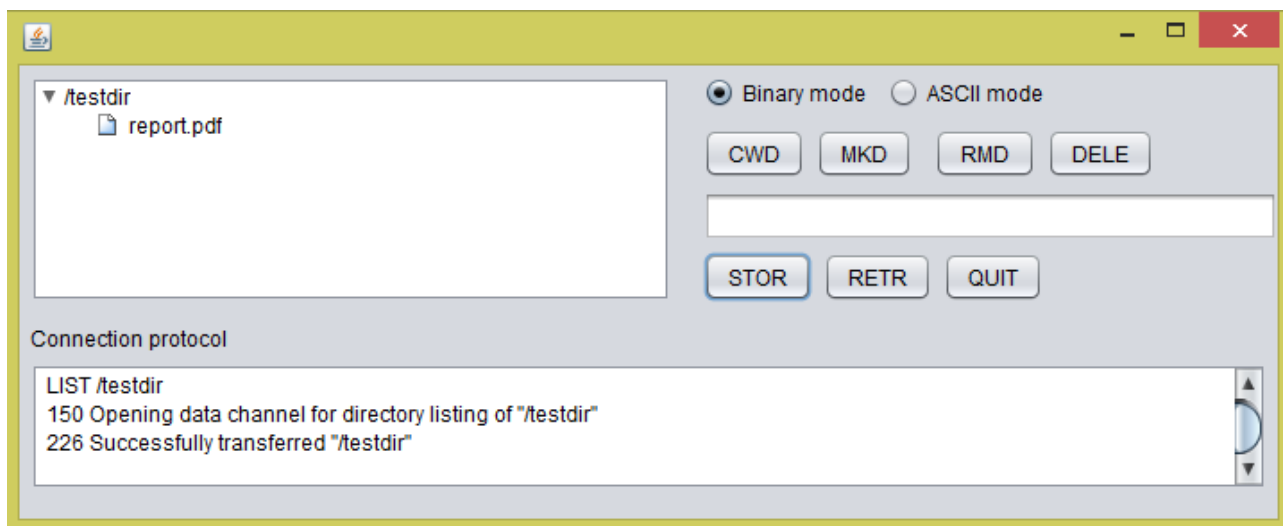 /testdir
report.pdf
Binary mode ASCII mode
CWD MKD RMD DELE
STOR RETR QUIT
Connection protocol
LIST /testdir
150 Opening data channel for directory listing of "/testdir"
226 Successfully transferred "/testdir"